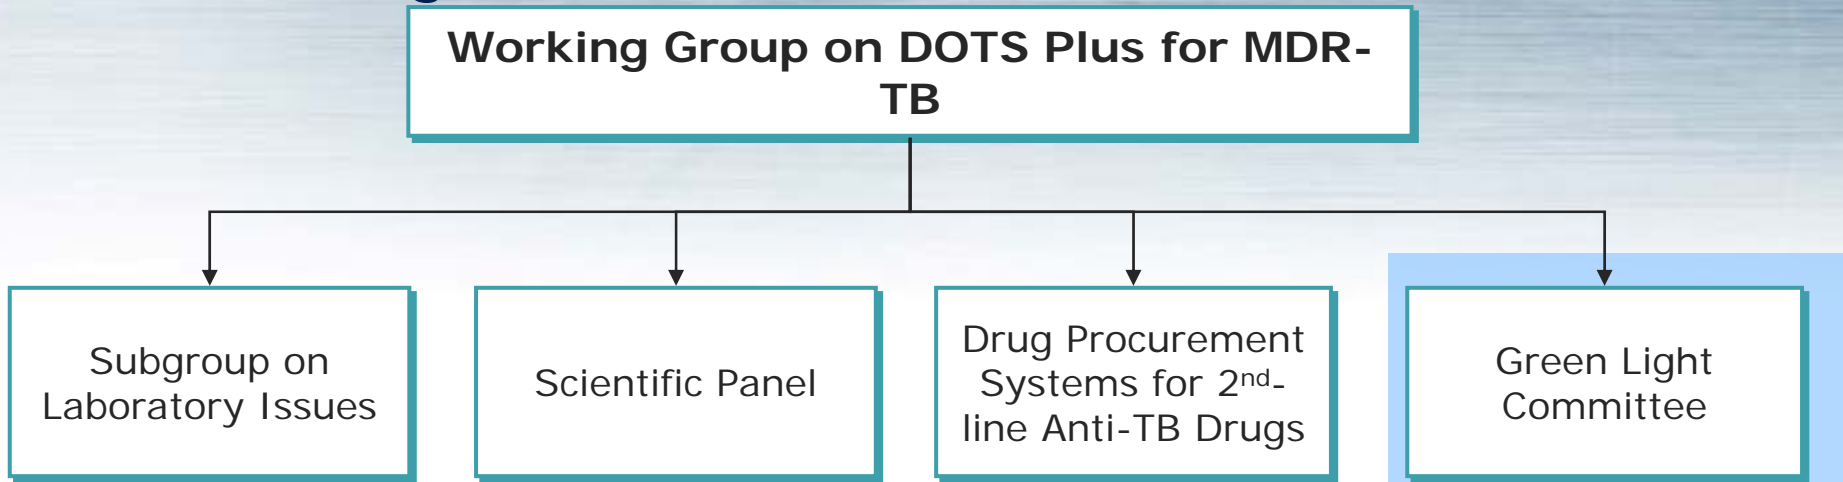 Working Group on DOTS Plus for MDR-
TB
Subgroup on
Laboratory Issues
Scientific Panel
Drug Procurement
Systems for 2nd-
line Anti-TB Drugs
Green Light
Committee